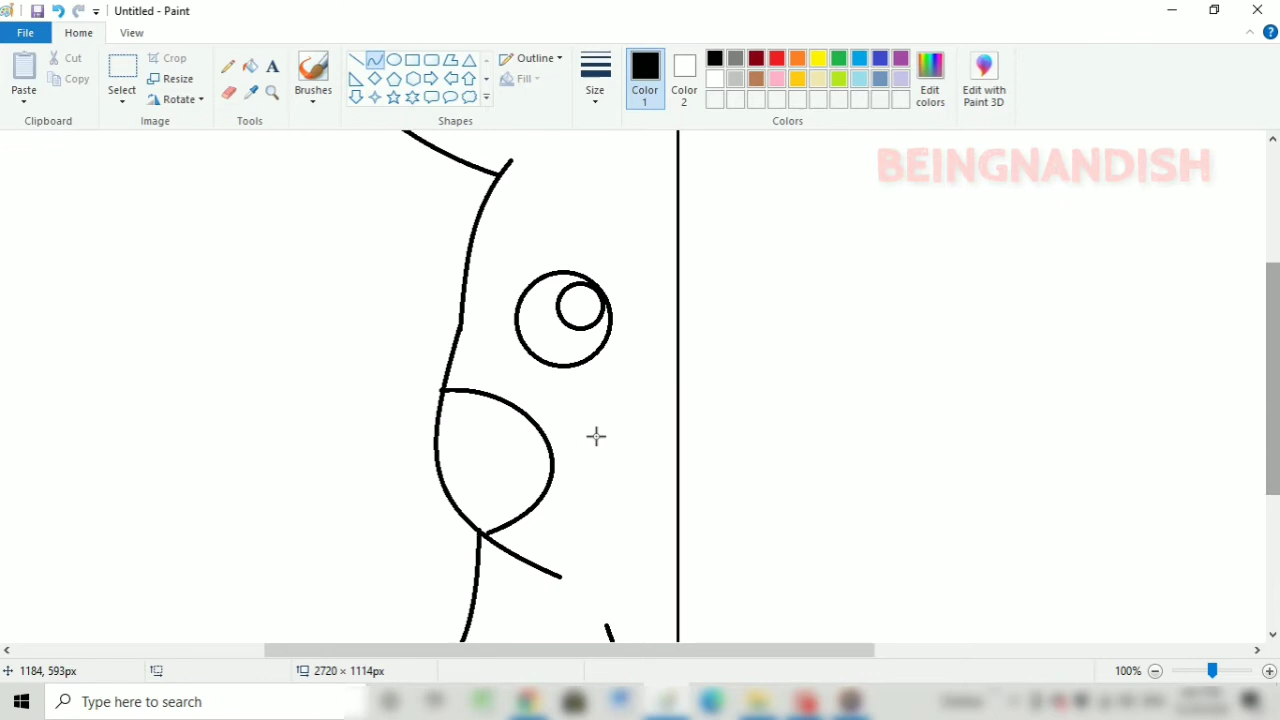 Untitled - Paint
File Home View
Cut
Copy
Paste
Clipboard
Crop
Resize
Rotate
Select
Image
A
Tools
Brushes
Outline
Fill
Shapes
Size
Color 1
Color 2
Edit colors
Colors
Edit with Paint 3D
BEINGNANDISH
1184, 593px
2720 × 1114px
100%
Type here to search